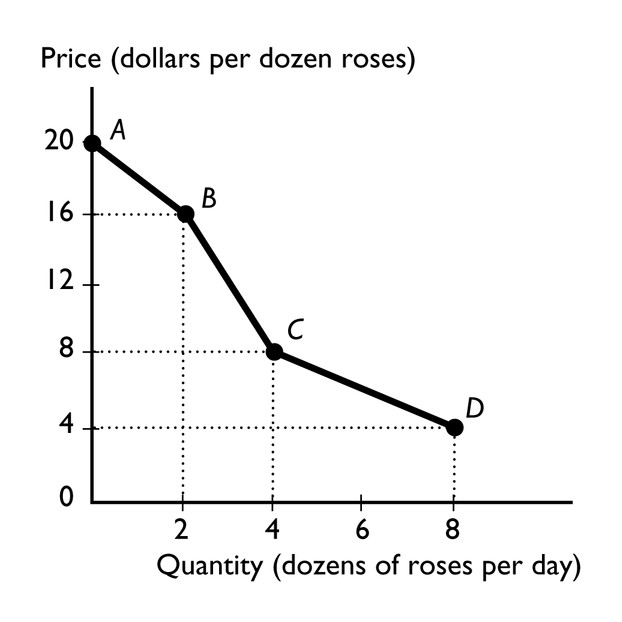 Price (dollars per dozen roses)
20
A
16
B
12
8
C
4
D
0
2 4 6 8
Quantity (dozens of roses per day)